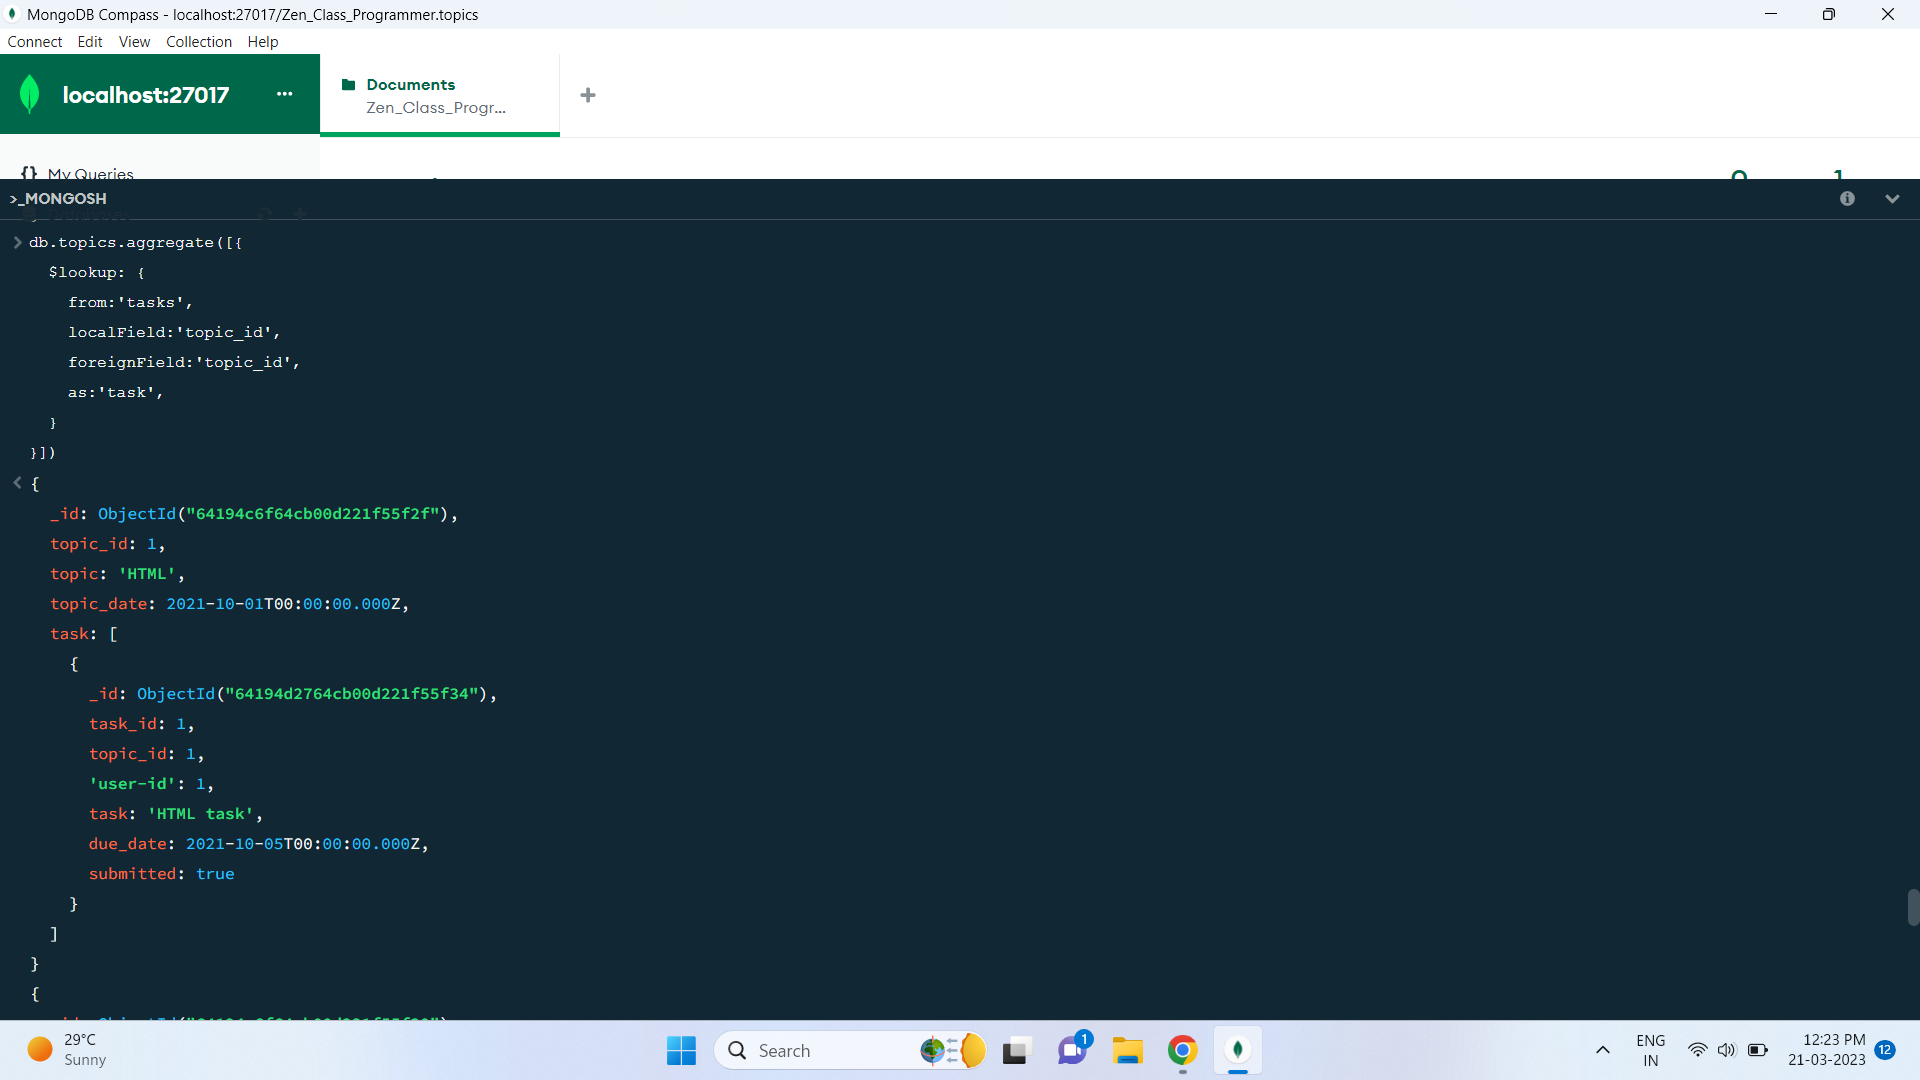 MongoDB Compass - localhost:27017/Zen_Class_Programmer.topics
Connect Edit View Collection Help
localhost:27017 ...
Documents
Zen_Class_Progr...
{} My Queries
>_MONGOSH
db.topics.aggregate([{
$lookup: {
from:'tasks',
localField:'topic_id',
foreignField:'topic_id',
as:'task',
}
}])
{
_id: ObjectId("64194c6f64cb00d221f55f2f"),
topic_id: 1,
topic: 'HTML',
topic_date: 2021-10-01T00:00:00.000Z,
task: [
{
_id: ObjectId("64194d2764cb00d221f55f34"),
task_id: 1,
topic_id: 1,
'user-id': 1,
task: 'HTML task',
due_date: 2021-10-05T00:00:00.000Z,
submitted: true
}
]
}
{
29°C
Sunny
Search
1
ENG
IN
12:23 PM
21-03-2023
12